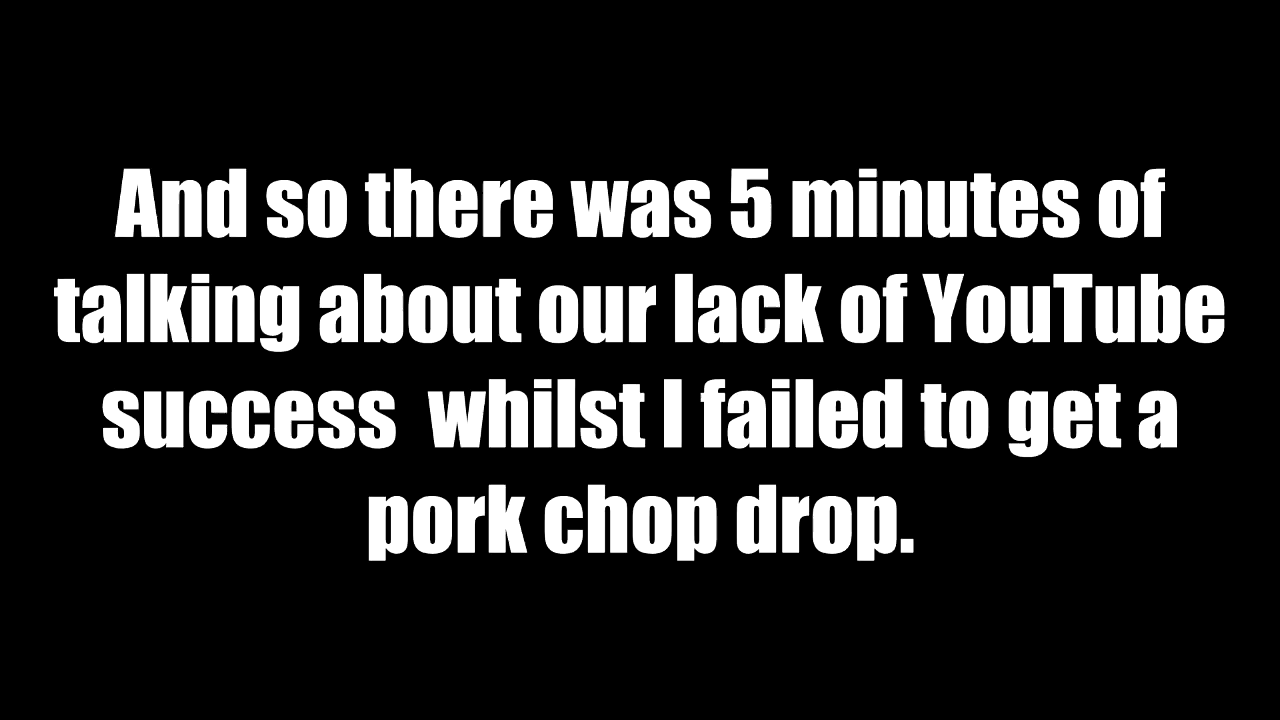 And so there was 5 minutes of
talking about our lack of YouTube
success  whilst I failed to get a
pork chop drop.